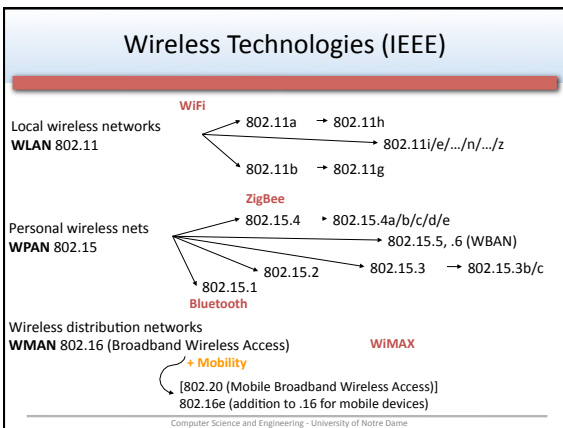 Wireless Technologies (IEEE)
WiFi
802.11a 802.11h
Local wireless networks
802.11i/e/…/n/…/z
WLAN 802.11
802.11b 802.11g
ZigBee
802.15.4 802.15.4a/b/c/d/e
Personal wireless nets
802.15.5, .6 (WBAN)
WPAN 802.15
802.15.2 802.15.3 802.15.3b/c
802.15.1
Bluetooth
Wireless distribution networks
WMAN 802.16 (Broadband Wireless Access) WiMAX
+ Mobility
[802.20 (Mobile Broadband Wireless Access)]
802.16e (addition to .16 for mobile devices)
Computer Science and Engineering - University of Notre Dame